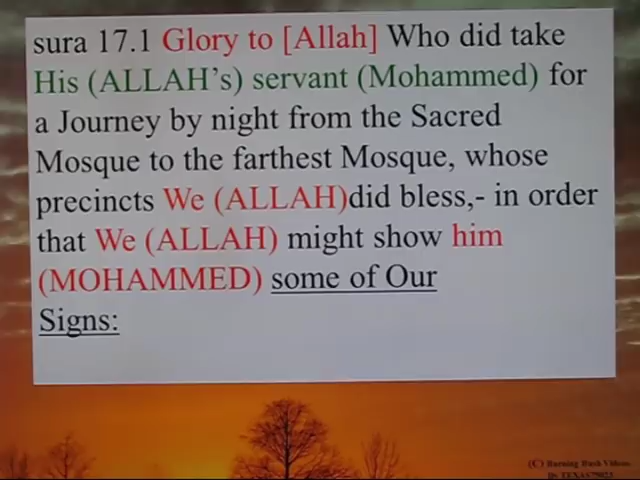 sura 17.1 Glory to [Allah] Who did take
His (ALLAH's) servant (Mohammed) for
a Journey by night from the Sacred
Mosque to the farthest Mosque, whose
precincts We (ALLAH)did bless,- in order
that We (ALLAH) might show him
(MOHAMMED) some of Our
Signs:
(C) Burning Bush Videos